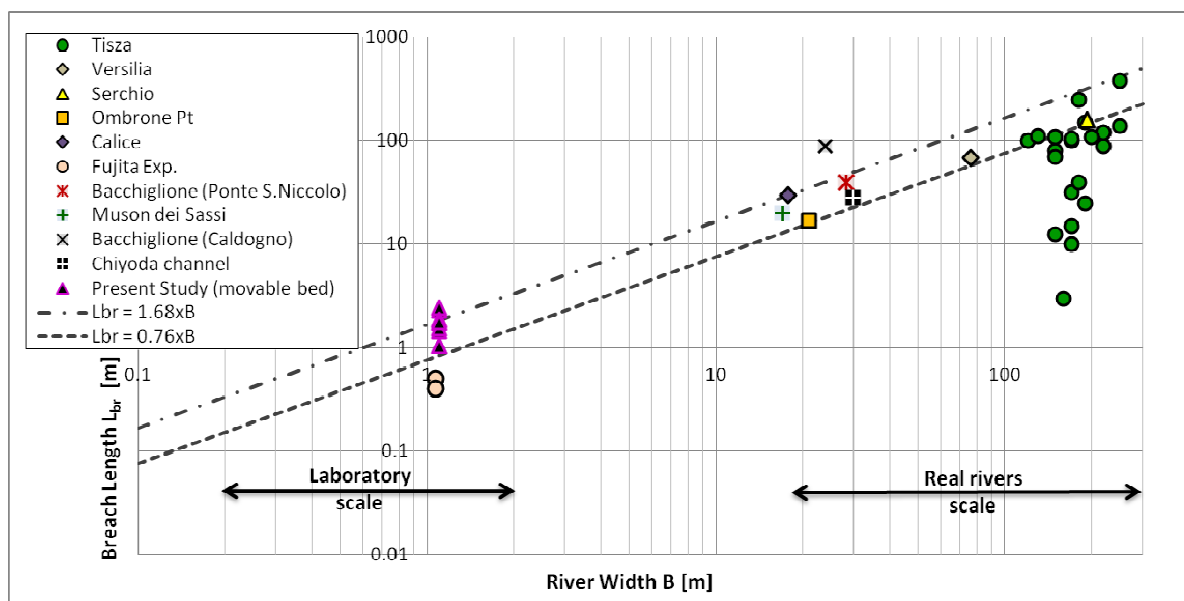 Tisza
Versilia
Serchio
Ombrone Pt
Calice
Fujita Exp.
Bacchiglione (Ponte S.Niccolo)
Muson dei Sassi
Bacchiglione (Caldogno)
Chiyoda channel
Present Study (movable bed)
Lbr = 1.68xB
Lbr = 0.76xB
1000
100
10
1
0.1
0.01
0.1
1
10
100
Breach Length Lbr [m]
Laboratory
scale
Real rivers
scale
River Width B [m]